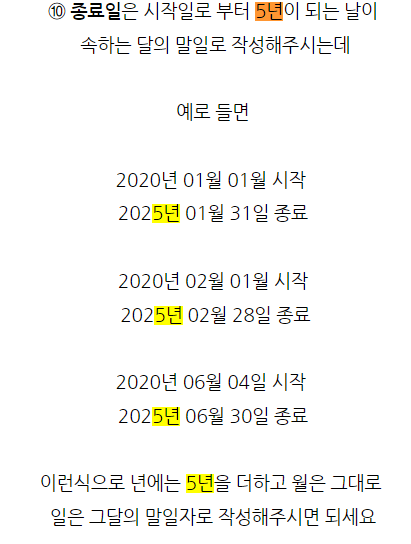 ⑩ 종료일은 시작일로 부터 5년이 되는 날이
속하는 달의 말일로 작성해주시는데
예로 들면
2020년 01월 01월 시작
2025년 01월 31일 종료
2020년 02월 01월 시작
2025년 02월 28일 종료
2020년 06월 04일 시작
2025년 06월 30일 종료
이런식으로 년에는 5년을 더하고 월은 그대로
일은 그달의 말일자로 작성해주시면 되세요